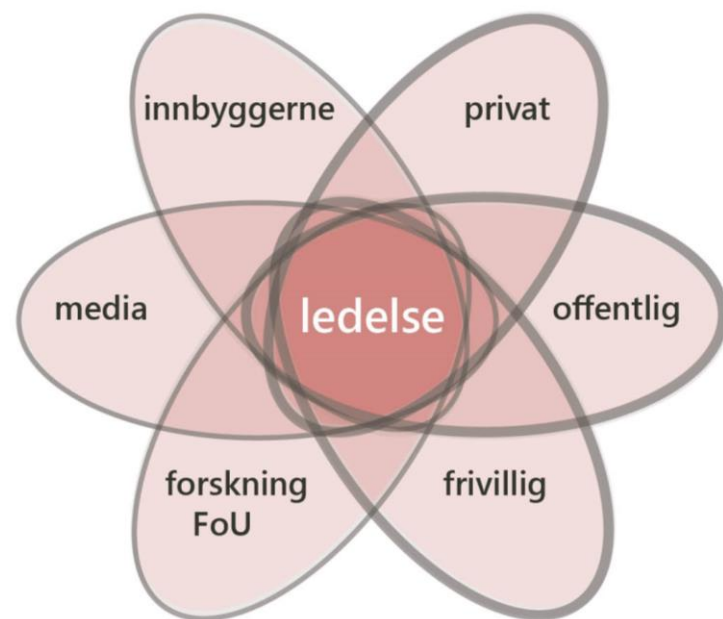 innbyggerne
privat
media
ledelse
offentlig
forskning
FoU
frivillig